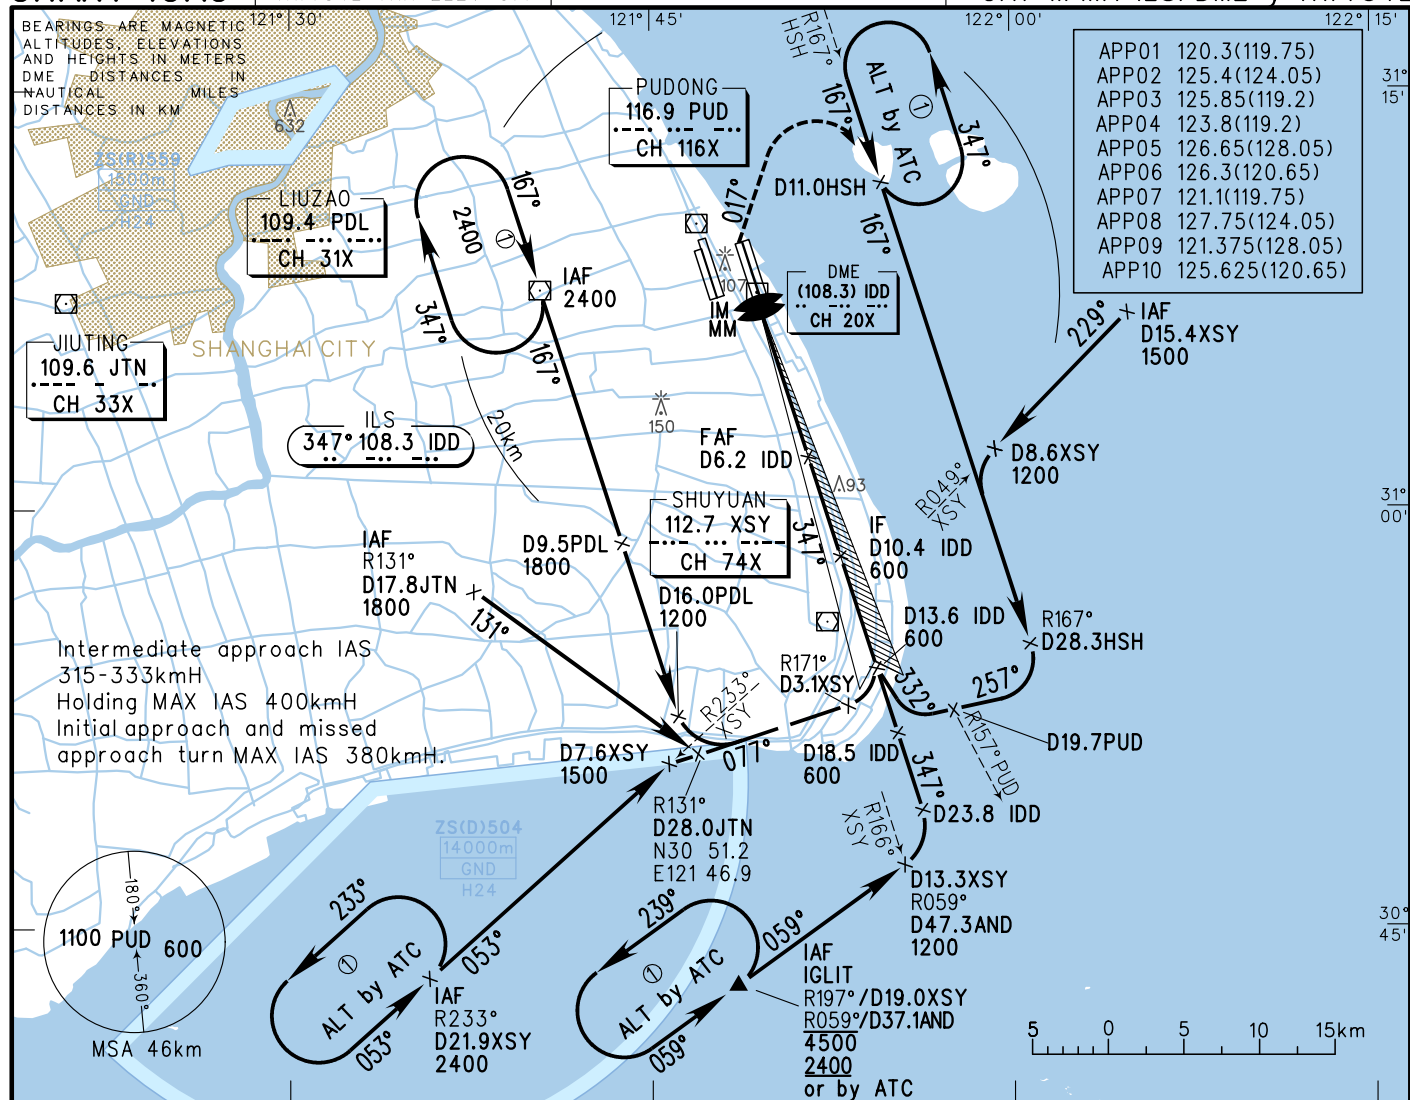 121°30'
121°45'
122°00'
122°15'
BEARINGS ARE MAGNETIC
ALTITUDES, ELEVATIONS
AND HEIGHTS IN METERS
DME DISTANCES IN
NAUTICAL MILES
DISTANCES IN KM
632
ZS(R)559
1500m
GND
H24
LIUZAO
109.4 PDL
CH 31X
JIUTING
109.6 JTN
CH 33X
SHANGHAI CITY
ILS
347° 108.3 IDD
20km
PUDONG
116.9 PUD
CH 116X
R167°
HSH
167°
ALT by ATC
①
347°
D11.0HSH
167°
017°
APP01 120.3(119.75)
APP02 125.4(124.05)
APP03 125.85(119.2)
APP04 123.8(119.2)
APP05 126.65(128.05)
APP06 126.3(120.65)
APP07 121.1(119.75)
APP08 127.75(124.05)
APP09 121.375(128.05)
APP10 125.625(120.65)
31°
15'
167°
2400
①
347°
IAF
2400
167°
107
IM
MM
DME
(108.3) IDD
CH 20X
229°
IAF
D15.4XSY
1500
D8.6XSY
1200
R049°
XSY
150
FAF
D6.2 IDD
93
SHUYUAN
112.7 XSY
CH 74X
347°
IF
D10.4 IDD
600
31°
00'
IAF
R131°
D17.8JTN
1800
131°
D9.5PDL
1800
D16.0PDL
1200
D13.6 IDD
600
R167°
D28.3HSH
257°
332°
R171°
D3.1XSY
R233°
XSY
077°
D19.7PUD
R157° PUD
D18.5 IDD
600
347°
D23.8 IDD
Intermediate approach IAS
315-333kmH
Holding MAX IAS 400kmH
Initial approach and missed
approach turn MAX IAS 380kmH.
D7.6XSY
1500
R131°
D28.0JTN
N30 51.2
E121 46.9
ZS(D)504
14000m
GND
H24
R166°
XSY
D13.3XSY
R059°
D47.3AND
1200
30°
45'
180°
1100 PUD 600
360°
MSA 46km
233°
①
ALT by ATC
053°
053°
IAF
R233°
D21.9XSY
2400
239°
①
ALT by ATC
059°
059°
IAF
IGLIT
R197°/D19.0XSY
R059°/D37.1AND
4500
2400
or by ATC
5 0 5 10 15km